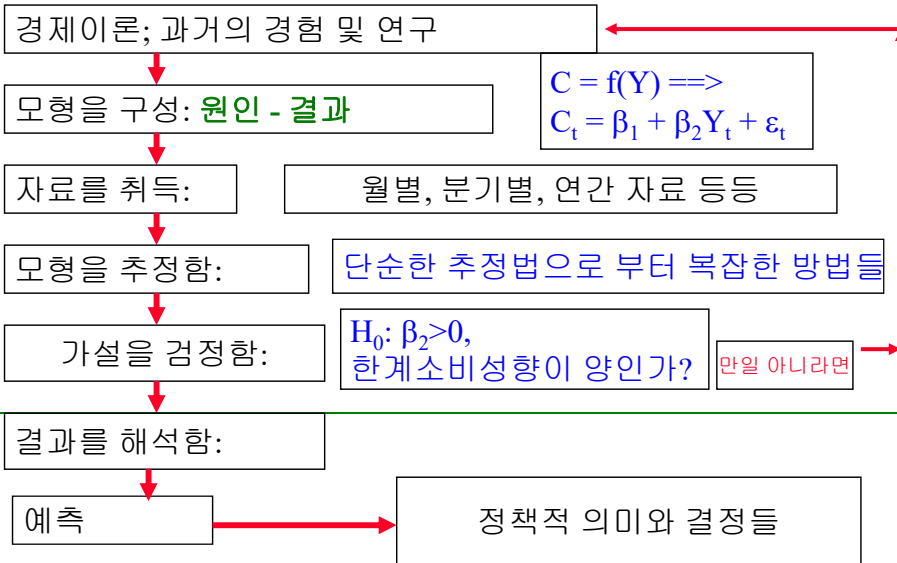 경제이론; 과거의 경험 및 연구
모형을 구성: 원인 - 결과
C = f(Y) ==>
Cₜ = β₁ + β₂Yₜ + εₜ
자료를 취득:
월별, 분기별, 연간 자료 등등
모형을 추정함:
단순한 추정법으로 부터 복잡한 방법들
가설을 검정함:
H₀: β₂>0,
한계소비성향이 양인가?
만일 아니라면
결과를 해석함:
예측
정책적 의미와 결정들